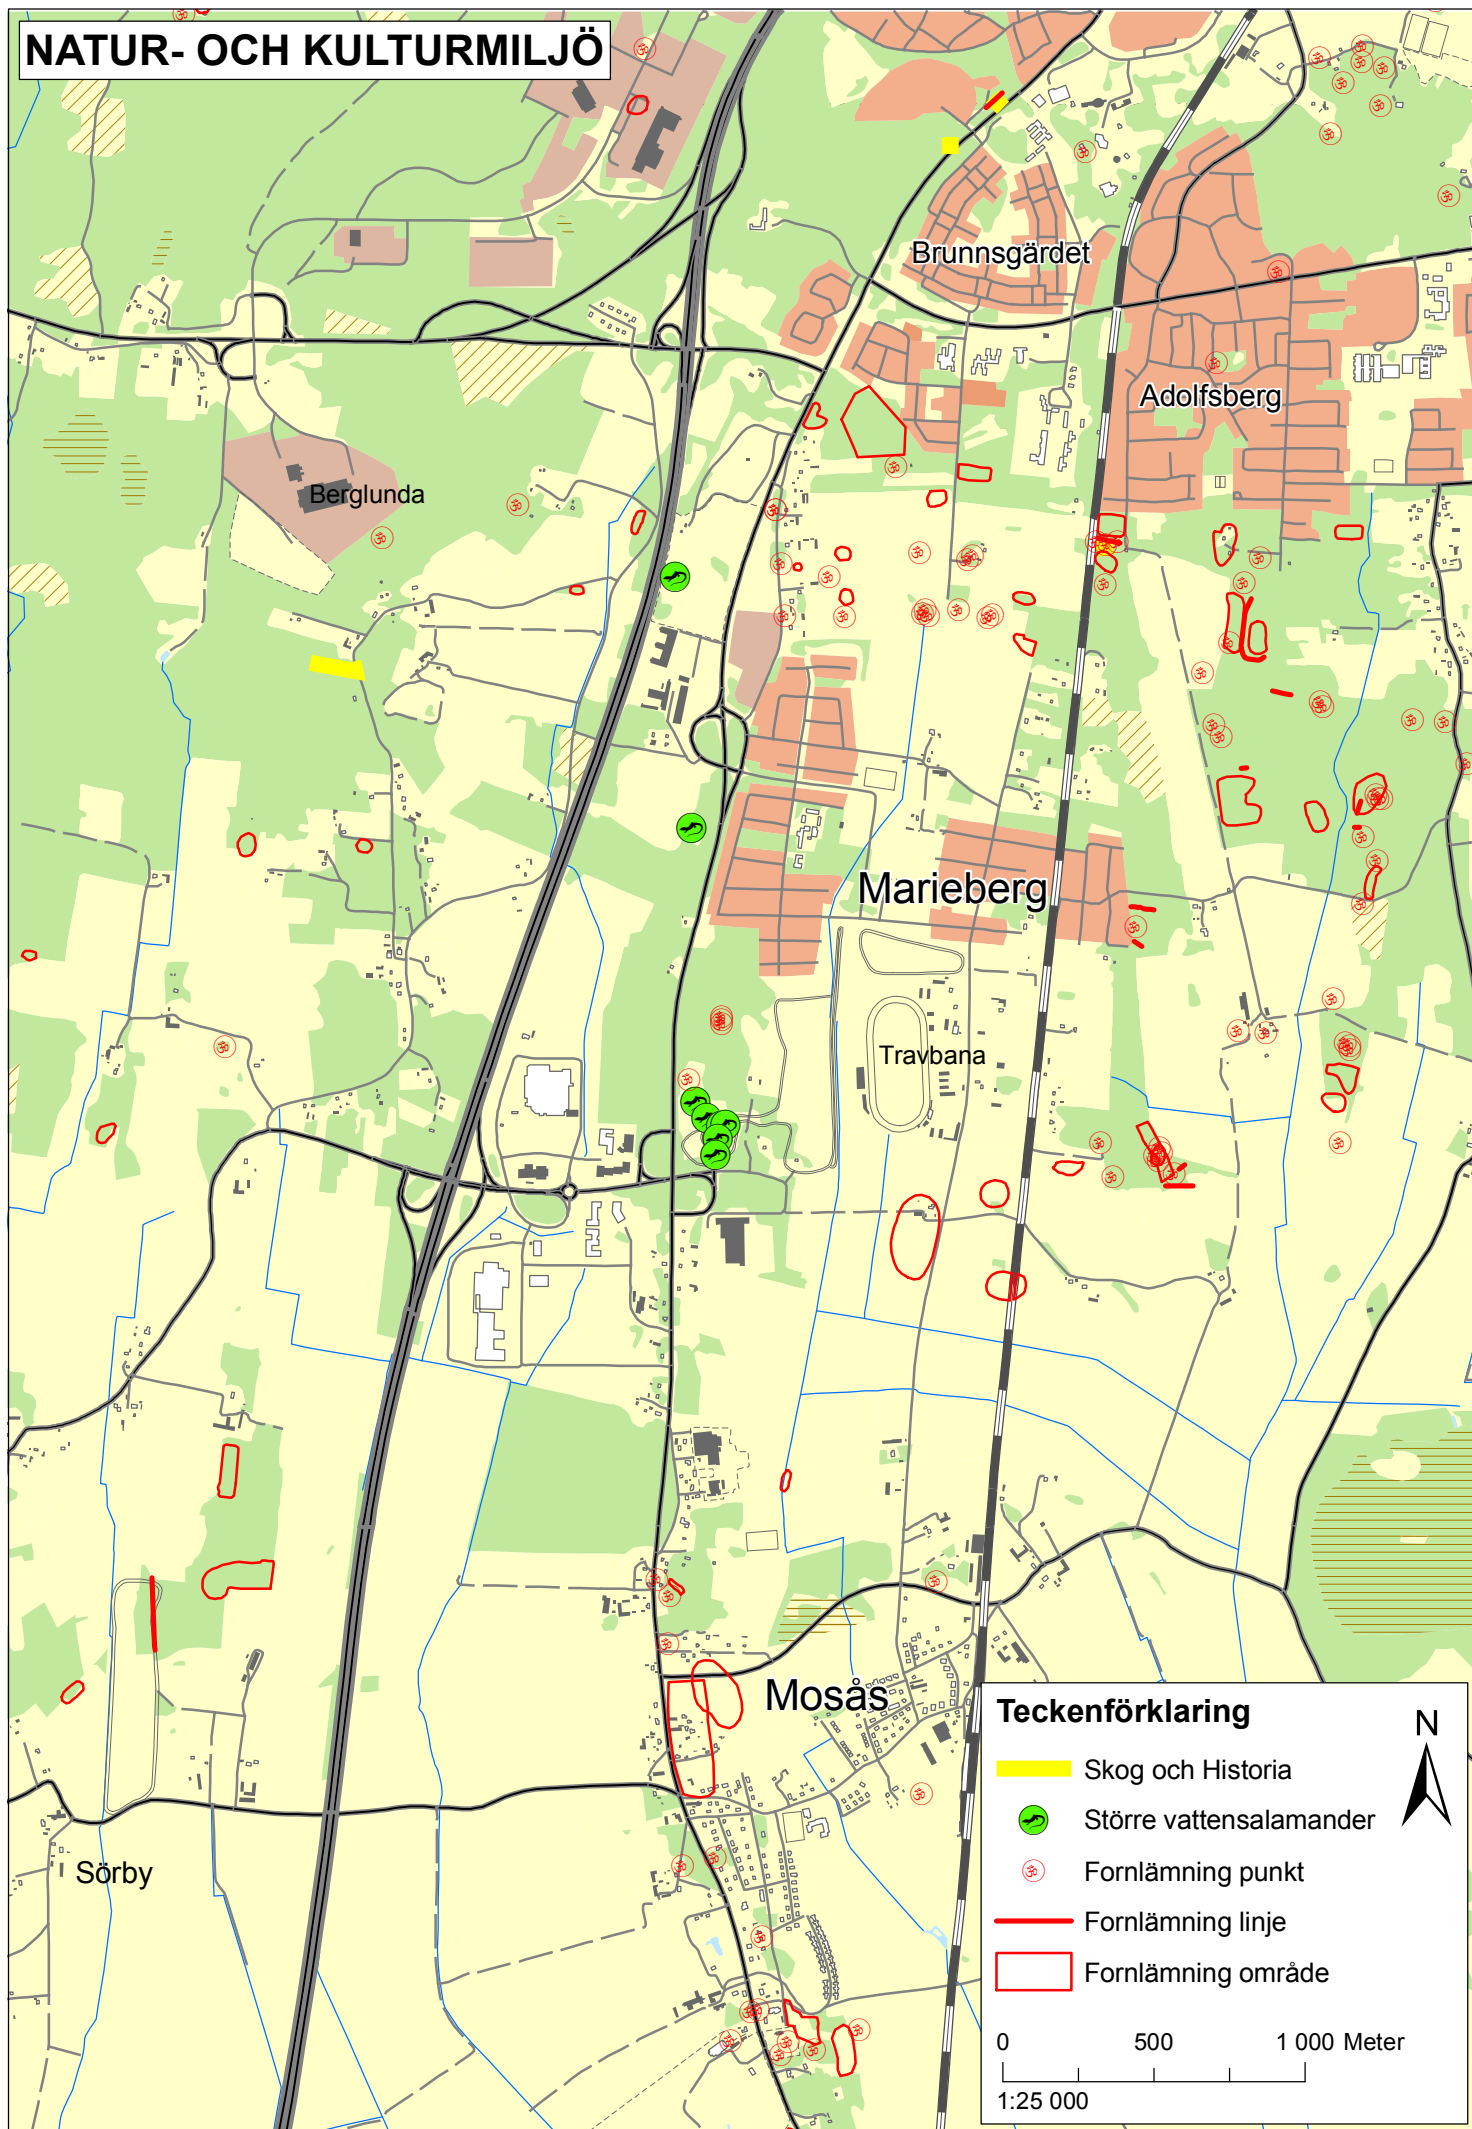 NATUR- OCH KULTURMILJÖ
Brunnsgärdet
Adolfsberg
Berglunda
Marieberg
Travbana
Mosås
Sörby
Teckenförklaring
N
Skog och Historia
Större vattensalamander
Fornlämning punkt
Fornlämning linje
Fornlämning område
0 500 1 000 Meter
1:25 000